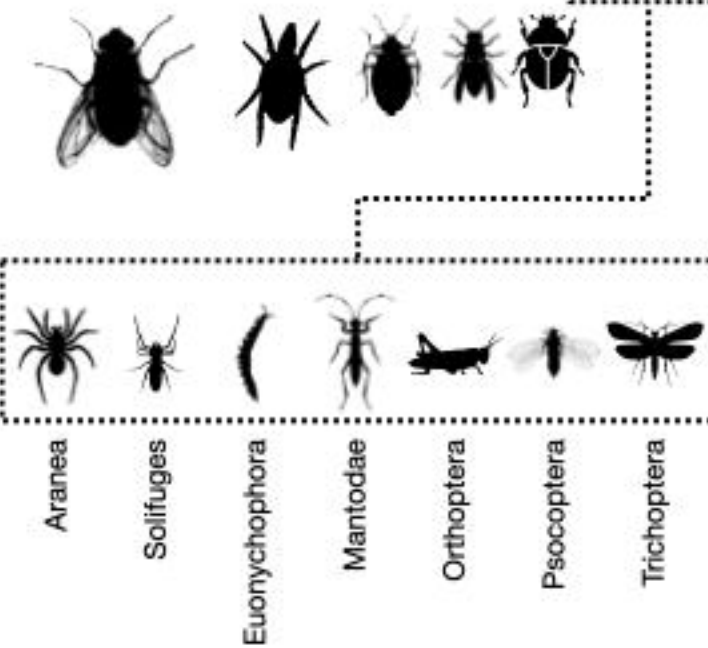 Aranea
Solifuges
Euonychophora
Mantodae
Orthoptera
Psocoptera
Trichoptera